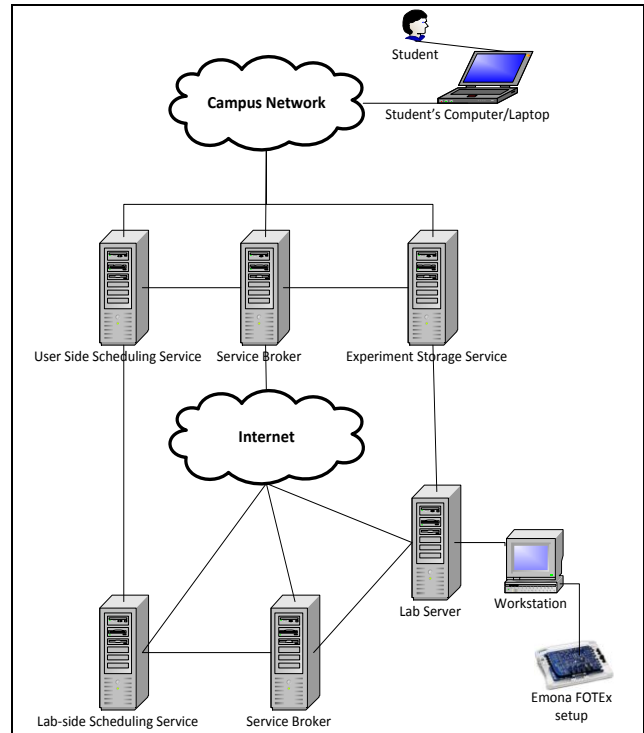 Student
Campus Network
Student's Computer/Laptop
User Side Scheduling Service
Service Broker
Experiment Storage Service
Internet
Lab Server
Workstation
Lab-side Scheduling Service
Service Broker
Emona FOTEx
setup